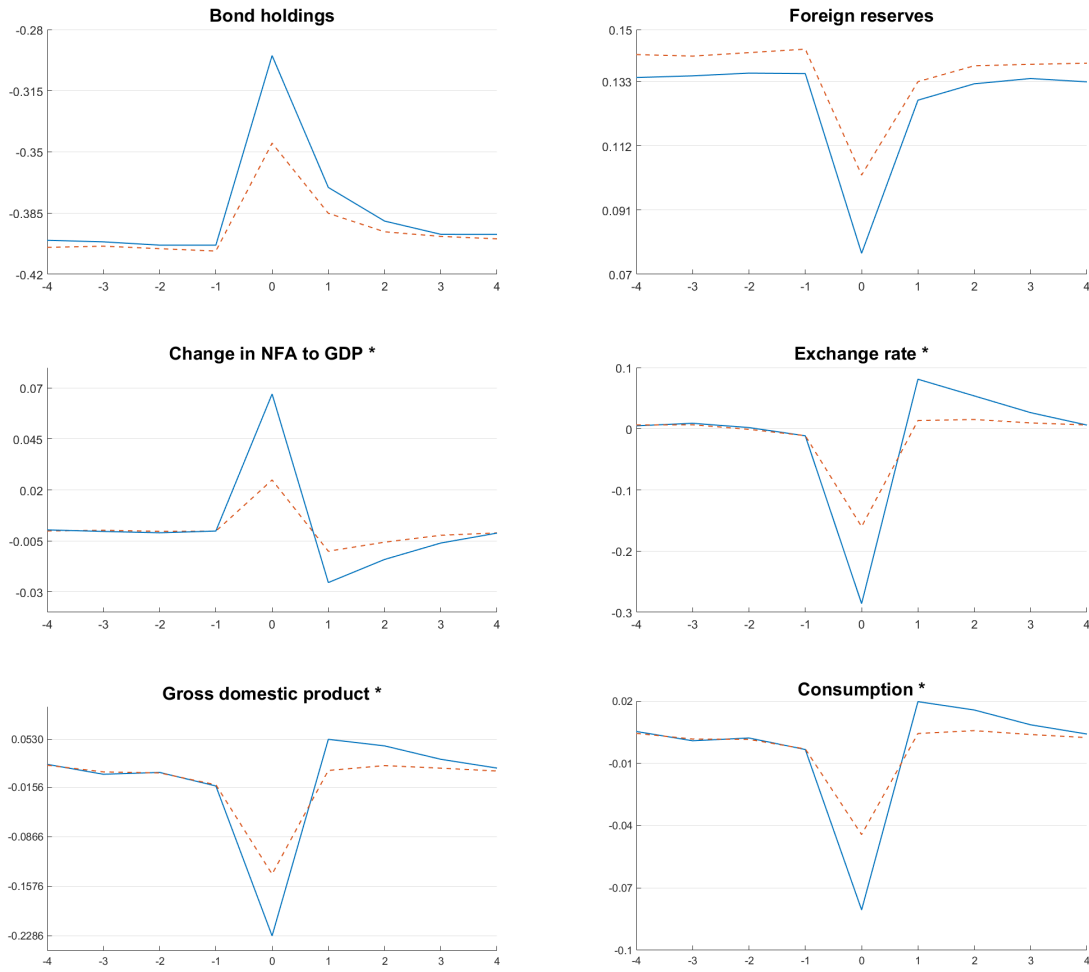 Bond holdings
-0.28
-0.315
-0.35
-0.385
-0.42
-4 -3 -2 -1 0 1 2 3 4
Foreign reserves
0.15
0.133
0.112
0.091
0.07
-4 -3 -2 -1 0 1 2 3 4
Change in NFA to GDP *
0.07
0.045
0.02
-0.005
-0.03
-4 -3 -2 -1 0 1 2 3 4
Exchange rate *
0.1
0
-0.1
-0.2
-0.3
-4 -3 -2 -1 0 1 2 3 4
Gross domestic product *
0.0530
-0.0156
-0.0866
-0.1576
-0.2286
-4 -3 -2 -1 0 1 2 3 4
Consumption *
0.02
-0.01
-0.04
-0.07
-0.1
-4 -3 -2 -1 0 1 2 3 4